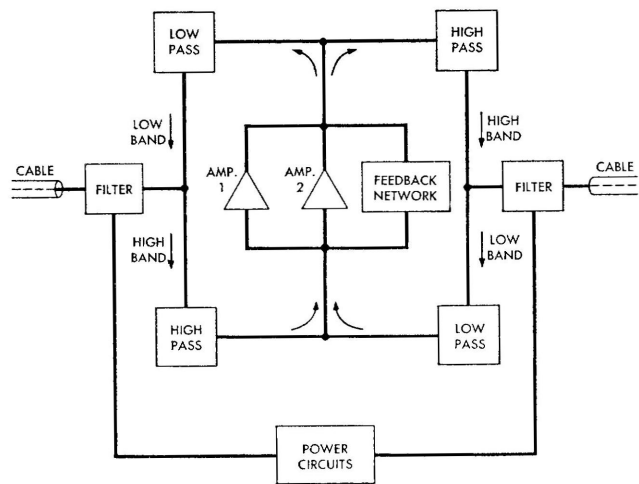 LOW
PASS
HIGH
PASS
LOW
BAND
HIGH
BAND
CABLE
FILTER
AMP.
1
AMP.
2
FEEDBACK
NETWORK
FILTER
CABLE
HIGH
BAND
LOW
BAND
HIGH
PASS
LOW
PASS
POWER
CIRCUITS